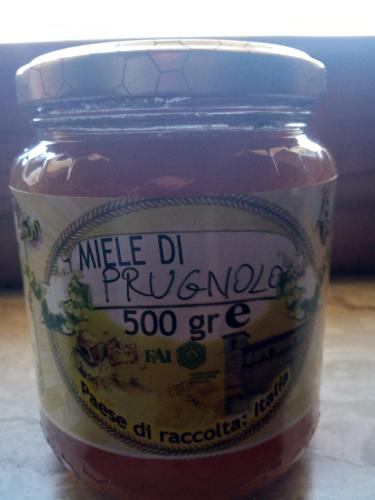 MIELE DI
PRUGNOLO
500 gr e
FAI
Paese di raccolta: Italia